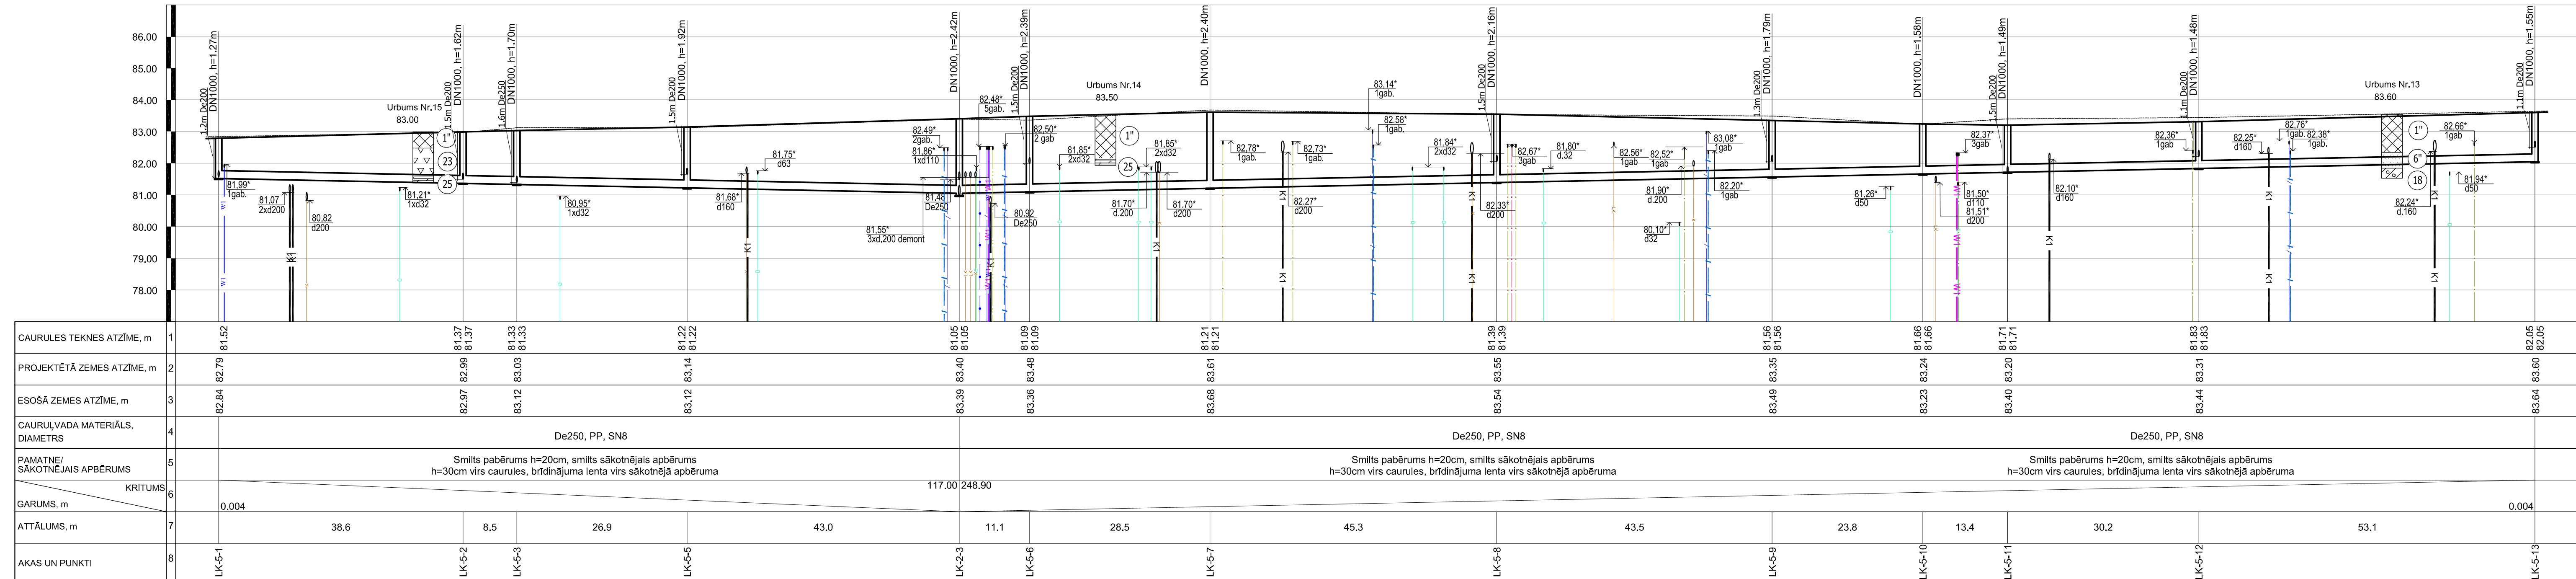 86.00
85.00
84.00
83.00
82.00
81.00
80.00
79.00
78.00
1.2m De200
DN1000, h=1.27m
1.5m De200
DN1000, h=1.62m
1.6m De250
DN1000, h=1.70m
1.5m De200
DN1000, h=1.92m
DN1000, h=2.42m
1.5m De200
DN1000, h=2.39m
DN1000, h=2.40m
1.5m De200
DN1000, h=2.16m
1.3m De200
DN1000, h=1.79m
DN1000, h=1.58m
1.5m De200
DN1000, h=1.49m
1.1m De200
DN1000, h=1.48m
1.1m De200
DN1000, h=1.55m
Urbums Nr.15
83.00
1"
23
25
Urbums Nr.14
83.50
1"
25
Urbums Nr.13
83.60
1"
6"
18
81.99*
1gab.
81.07
2xd200
80.82
d200
81.21*
1xd32
80.95*
1xd32
81.68*
d160
81.75*
d63
81.55*
3xd.200 demont
82.49*
2gab.
81.86*
1xd110
81.48
De250
82.48*
5gab.
80.92
De250
82.50*
2 gab
81.85*
2xd32
81.70*
d.200
81.85*
2xd32
81.70*
d200
82.78*
1gab.
82.27*
d200
82.73*
1gab.
83.14*
1gab.
82.58*
1gab.
81.84*
2xd32
82.33*
d200
82.67*
3gab
81.80*
d.32
82.56*
1gab
80.10*
d32
81.90*
d.200
82.52*
1gab
83.08*
1gab
82.20*
1gab
81.26*
d50
82.37*
3gab
81.50*
d110
81.51*
d200
82.10*
d160
82.36*
1gab
82.25*
d160
82.76*
1gab.
82.38*
1gab.
82.24*
d.160
82.66*
1gab
81.94*
d50
W1
K1
K1
K1
W1
K1
K1
K1
K1
K1
K1
W1
W1
K1
K1
K1
CAURULES TEKNES ATZĪME, m 1 81.52 81.37 81.37 81.33 81.33 81.22 81.22 81.05 81.05 81.09 81.09 81.21 81.21 81.39 81.39 81.56 81.56 81.66 81.66 81.71 81.71 81.83 81.83 82.05 82.05
PROJEKTĒTĀ ZEMES ATZĪME, m 2 82.79 82.99 83.03 83.14 83.40 83.48 83.61 83.55 83.35 83.24 83.20 83.31 83.60
ESOŠĀ ZEMES ATZĪME, m 3 82.84 82.97 83.12 83.12 83.39 83.36 83.68 83.54 83.49 83.23 83.40 83.44 83.64
CAURUĻVADA MATERIĀLS,
DIAMETRS 4 De250, PP, SN8 De250, PP, SN8 De250, PP, SN8
PAMATNE/
SĀKOTNĒJAIS APBĒRUMS 5
Smilts pabērums h=20cm, smilts sākotnējais apbērums
h=30cm virs caurules, brīdinājuma lenta virs sākotnējā apbēruma
Smilts pabērums h=20cm, smilts sākotnējais apbērums
h=30cm virs caurules, brīdinājuma lenta virs sākotnējā apbēruma
Smilts pabērums h=20cm, smilts sākotnējais apbērums
h=30cm virs caurules, brīdinājuma lenta virs sākotnējā apbēruma
KRITUMS 6 117.00 248.90
GARUMS, m 0.004 0.004
ATTĀLUMS, m 7 38.6 8.5 26.9 43.0 11.1 28.5 45.3 43.5 23.8 13.4 30.2 53.1
AKAS UN PUNKTI 8 LK-5-1 LK-5-2 LK-5-3 LK-5-5 LK-2-3 LK-5-6 LK-5-7 LK-5-8 LK-5-9 LK-5-10 LK-5-11 LK-5-12 LK-5-13